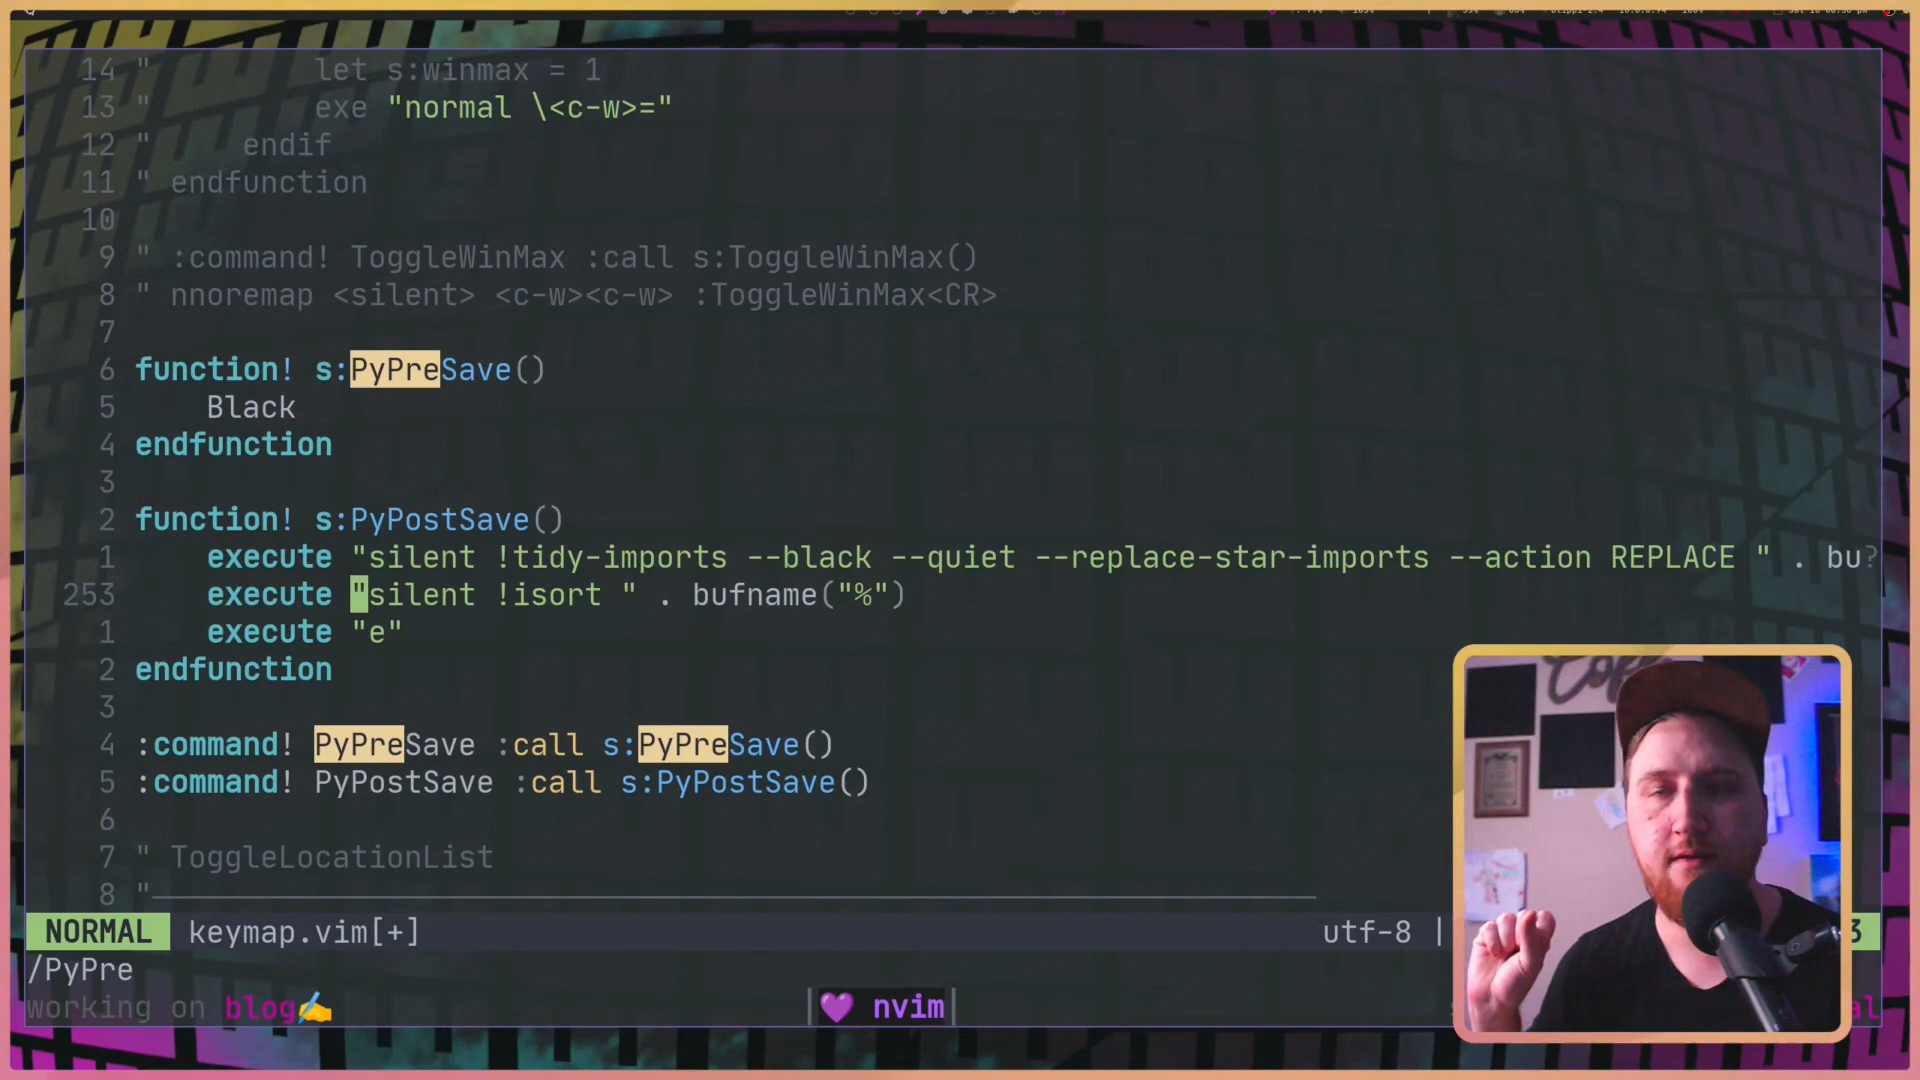 14 "         let s:winmax = 1
13 "         exe "normal \<c-w>="
12 "     endif
11 " endfunction
10
9 " :command! ToggleWinMax :call s:ToggleWinMax()
8 " nnoremap <silent> <c-w><c-w> :ToggleWinMax<CR>
7
6 function! s:PyPreSave()
5     Black
4 endfunction
3
2 function! s:PyPostSave()
1     execute "silent !tidy-imports --black --quiet --replace-star-imports --action REPLACE " . bu?
253     execute "silent !isort " . bufname("%")
1     execute "e"
2 endfunction
3
4 :command! PyPreSave :call s:PyPreSave()
5 :command! PyPostSave :call s:PyPostSave()
6
7 " ToggleLocationList
8 "
NORMAL keymap.vim[+] utf-8 | 3
/PyPre
working on blog✍️ | 💜 nvim | al